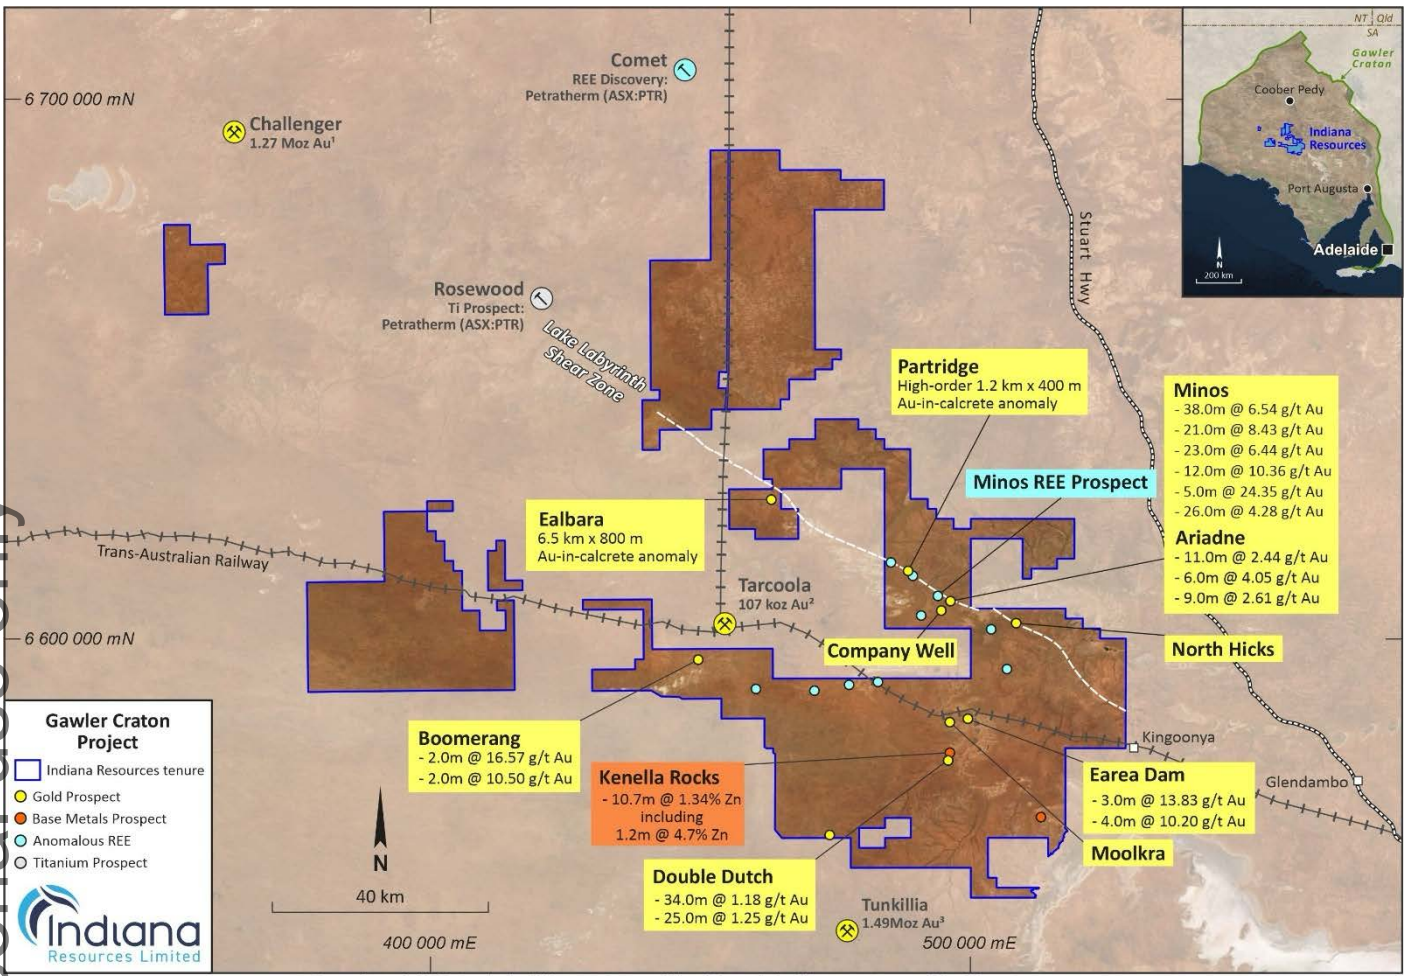 6 700 000 mN
Comet
REE Discovery:
Petratherm (ASX:PTR)
Challenger
1.27 Moz Au¹
NT
Qld
SA
Gawler
Craton
Coober Pedy
Indiana
Resources
Port Augusta
Adelaide
N
200 km
Stuart Hwy
Rosewood
Ti Prospect:
Petratherm (ASX:PTR)
Lake Labyrinth
Shear Zone
Partridge
High-order 1.2 km x 400 m
Au-in-calcrete anomaly
Minos
- 38.0m @ 6.54 g/t Au
- 21.0m @ 8.43 g/t Au
- 23.0m @ 6.44 g/t Au
- 12.0m @ 10.36 g/t Au
- 5.0m @ 24.35 g/t Au
- 26.0m @ 4.28 g/t Au
Ariadne
- 11.0m @ 2.44 g/t Au
- 6.0m @ 4.05 g/t Au
- 9.0m @ 2.61 g/t Au
Minos REE Prospect
Ealbara
6.5 km x 800 m
Au-in-calcrete anomaly
Trans-Australian Railway
Tarcoola
107 koz Au²
6 600 000 mN
Company Well
North Hicks
Boomerang
- 2.0m @ 16.57 g/t Au
- 2.0m @ 10.50 g/t Au
Kenella Rocks
- 10.7m @ 1.34% Zn
including
1.2m @ 4.7% Zn
Kingoonya
Glendambo
Earea Dam
- 3.0m @ 13.83 g/t Au
- 4.0m @ 10.20 g/t Au
Moolkra
Double Dutch
- 34.0m @ 1.18 g/t Au
- 25.0m @ 1.25 g/t Au
Tunkillia
1.49Moz Au³
N
40 km
400 000 mE
500 000 mE
Gawler Craton
Project
Indiana Resources tenure
Gold Prospect
Base Metals Prospect
Anomalous REE
Titanium Prospect
Indiana
Resources Limited